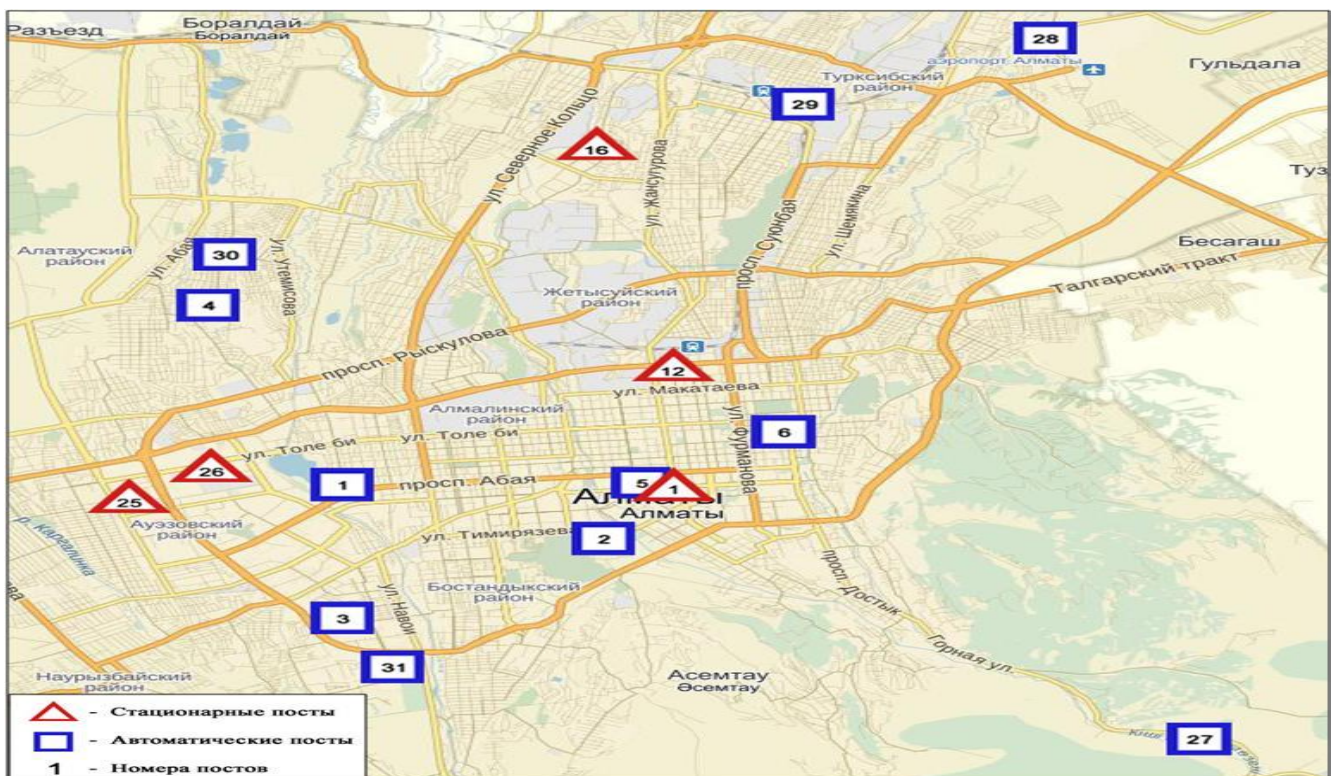 Разъезд
Боралдай
Боралдай
28
аэропорт Алматы
Гульдала
Турксибский
район
29
ул. Северное Кольцо
16
ул. Жансугурова
просп. Суюнбая
ул. Шемякина
Туз
Бесагаш
Талгарский тракт
Алатауский
район
ул. Абая
30
ул. Утемисова
4
Жетысуйский
район
просп. Рыскулова
12
ул. Макатаева
Алмалинский
район
ул. Толе би
ул. Толе би
6
ул. Фурманова
26
25
1
просп. Абая
5
1
Алматы
Алматы
Ауэзовский
район
р. Каргалинка
ул. Тимирязева
2
Бостандыкский
район
просп. Достык
3
ул. Навои
31
Горная ул.
Наурызбайский
район
Асемтау
Әсемтау
27
- Стационарные посты
- Автоматические посты
1 - Номера постов